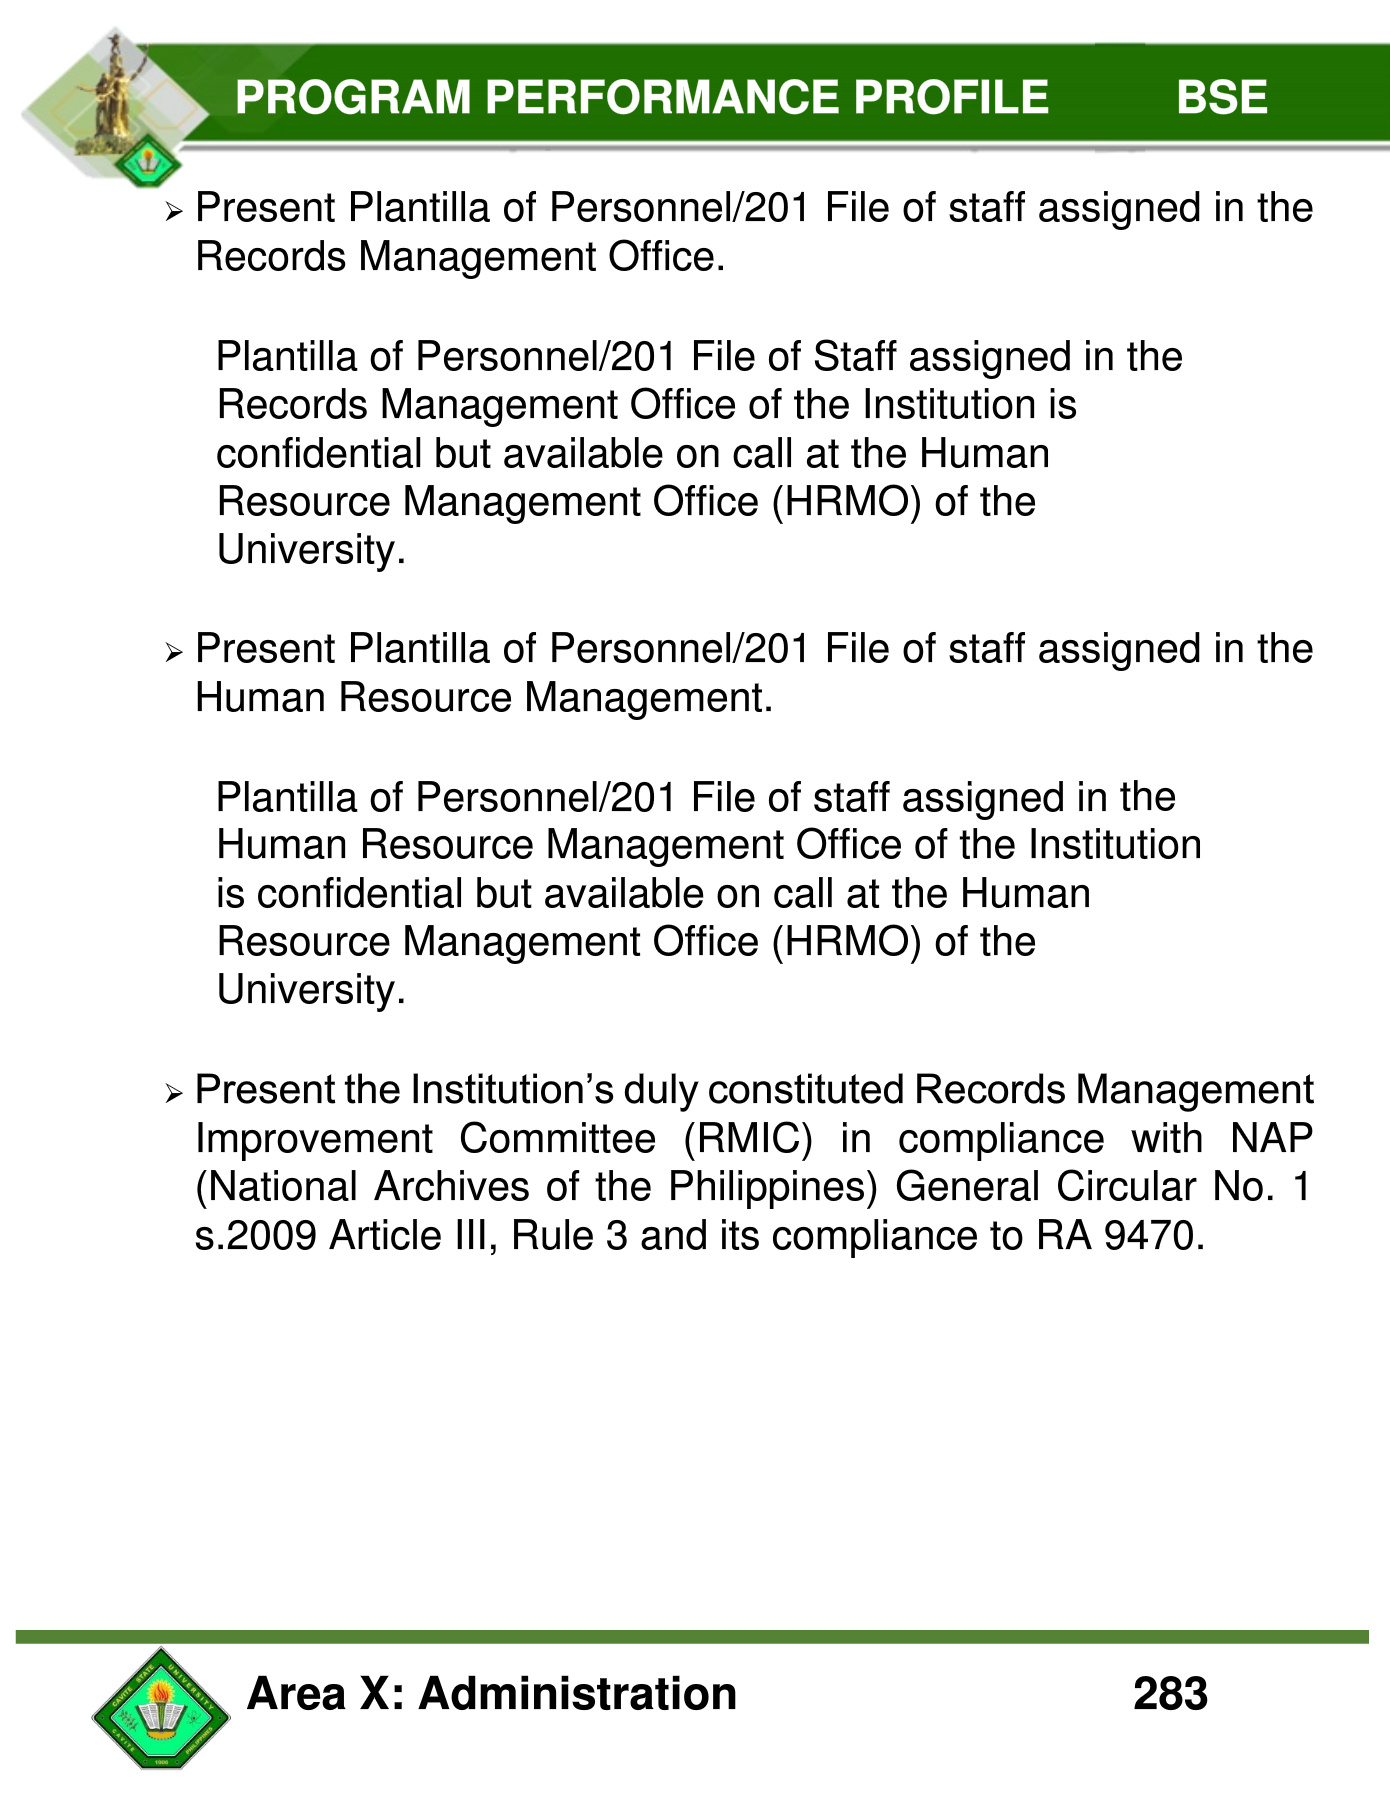 PROGRAM PERFORMANCE PROFILE BSE
➢ Present Plantilla of Personnel/201 File of staff assigned in the
Records Management Office.
Plantilla of Personnel/201 File of Staff assigned in the
Records Management Office of the Institution is
confidential but available on call at the Human
Resource Management Office (HRMO) of the
University.
➢ Present Plantilla of Personnel/201 File of staff assigned in the
Human Resource Management.
Plantilla of Personnel/201 File of staff assigned in the
Human Resource Management Office of the Institution
is confidential but available on call at the Human
Resource Management Office (HRMO) of the
University.
➢ Present the Institution’s duly constituted Records Management
Improvement Committee (RMIC) in compliance with NAP
(National Archives of the Philippines) General Circular No. 1
s.2009 Article III, Rule 3 and its compliance to RA 9470.
CAVITE STATE UNIVERSITY
CAVITE 1906 PHILIPPINES
Area X: Administration 283